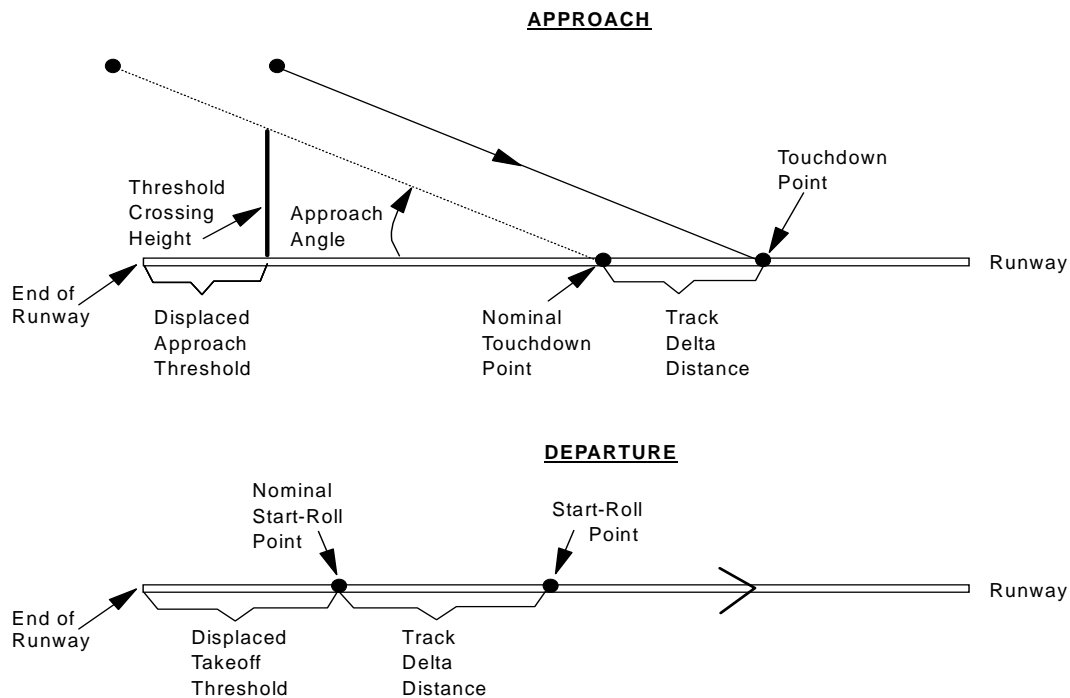 APPROACH
Threshold
Crossing
Height
Approach
Angle
Touchdown
Point
Runway
End of
Runway
Displaced
Approach
Threshold
Nominal
Touchdown
Point
Track
Delta
Distance
DEPARTURE
Nominal
Start-Roll
Point
Start-Roll
Point
Runway
End of
Runway
Displaced
Takeoff
Threshold
Track
Delta
Distance